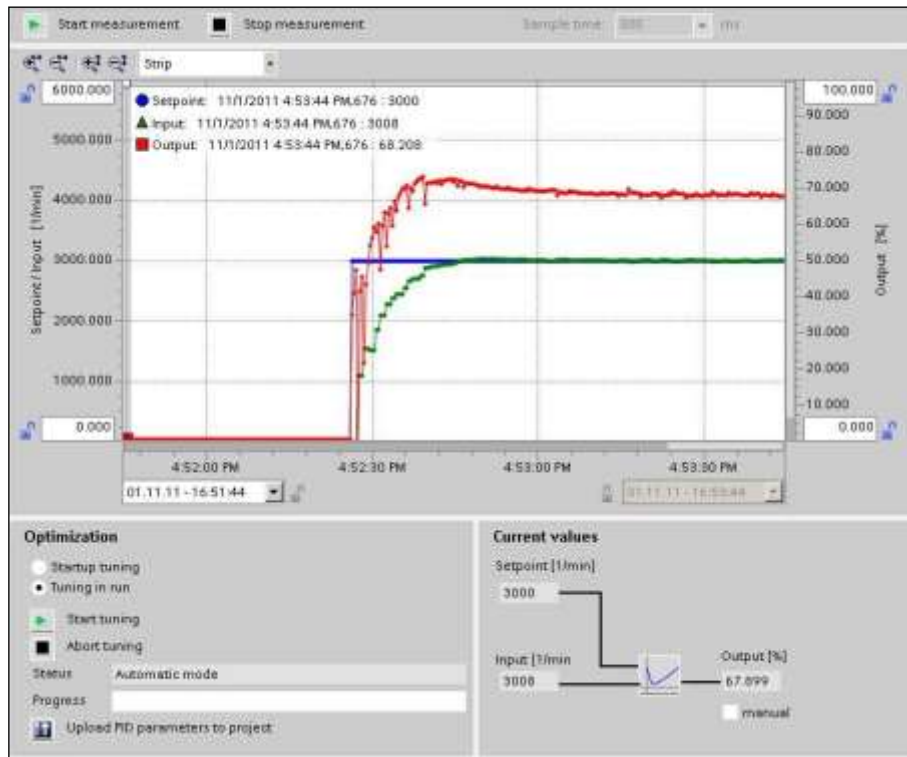 Start measurement Stop measurement Sample time: ms
Strip
6000.000
5000.000
4000.000
3000.000
2000.000
1000.000
0.000
Setpoint / Input [1/min]
Setpoint: 11/1/2011 4:53:44 PM,676 : 3000
Input: 11/1/2011 4:53:44 PM,676 : 3008
Output: 11/1/2011 4:53:44 PM,676 : 68.208
100.000
90.000
80.000
70.000
60.000
50.000
40.000
30.000
20.000
10.000
0.000
Output [%]
4:52:00 PM 4:52:30 PM 4:53:00 PM 4:53:30 PM
01.11.11 - 16:51:44 01.11.11 - 16:53:44
Optimization
Startup tuning
Tuning in run
Start tuning
Abort tuning
Status Automatic mode
Progress
Upload PID parameters to project
Current values
Setpoint [1/min]
3000
Input [1/min Output [%]
3008 67.899
manual